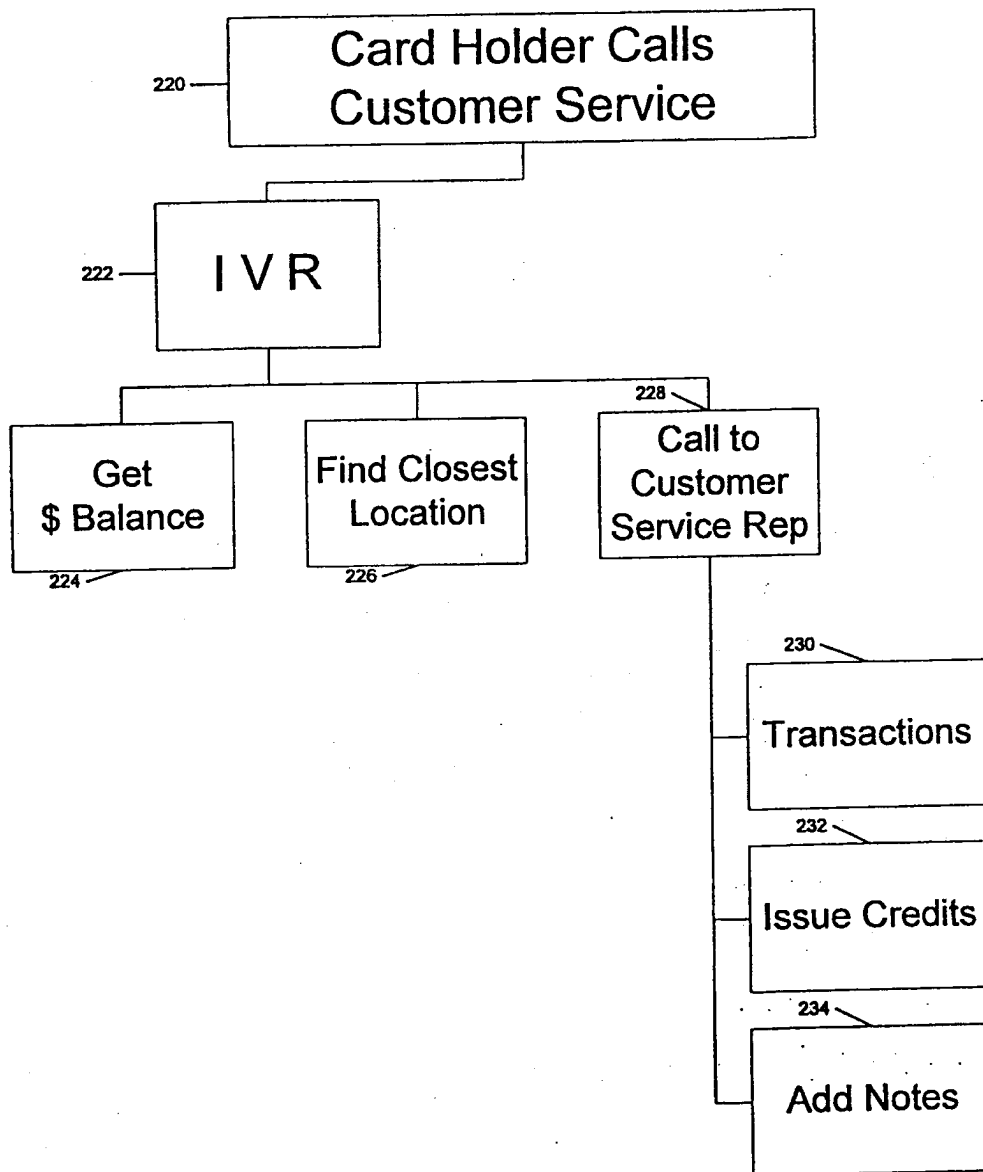 Card Holder Calls
Customer Service
220
I V R
222
228
Get
$ Balance
224
Find Closest
Location
226
Call to
Customer
Service Rep
230
Transactions
232
Issue Credits
234
Add Notes